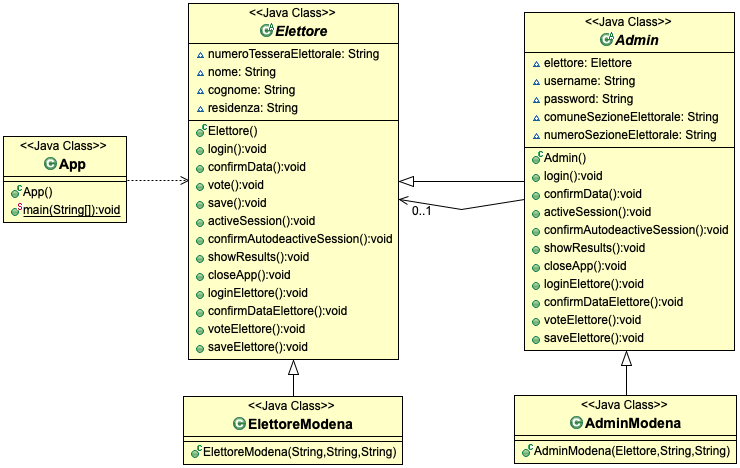 <<Java Class>>
App
App()
main(String[]):void
<<Java Class>>
Elettore
numeroTesseraElettorale: String
nome: String
cognome: String
residenza: String
Elettore()
login():void
confirmData():void
vote():void
save():void
activeSession():void
confirmAutodeactiveSession():void
showResults():void
closeApp():void
loginElettore():void
confirmDataElettore():void
voteElettore():void
saveElettore():void
0..1
<<Java Class>>
Admin
elettore: Elettore
username: String
password: String
comuneSezioneElettorale: String
numeroSezioneElettorale: String
Admin()
login():void
confirmData():void
activeSession():void
confirmAutodeactiveSession():void
showResults():void
closeApp():void
loginElettore():void
confirmDataElettore():void
voteElettore():void
saveElettore():void
<<Java Class>>
ElettoreModena
ElettoreModena(String,String,String)
<<Java Class>>
AdminModena
AdminModena(Elettore,String,String)